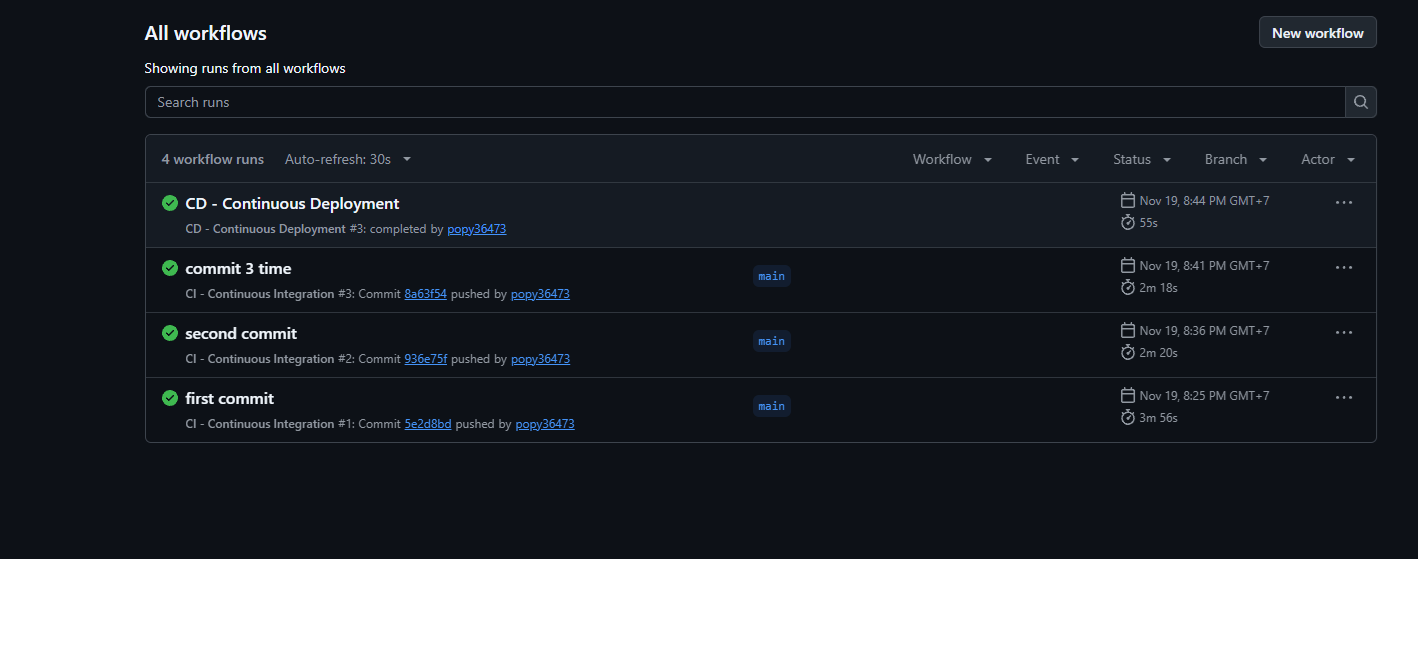 All workflows
New workflow
Showing runs from all workflows
Search runs
4 workflow runs Auto-refresh: 30s Workflow Event Status Branch Actor
CD - Continuous Deployment
CD - Continuous Deployment #3: completed by popy36473
Nov 19, 8:44 PM GMT+7
55s
commit 3 time
CI - Continuous Integration #3: Commit 8a63f54 pushed by popy36473
main
Nov 19, 8:41 PM GMT+7
2m 18s
second commit
CI - Continuous Integration #2: Commit 936e75f pushed by popy36473
main
Nov 19, 8:36 PM GMT+7
2m 20s
first commit
CI - Continuous Integration #1: Commit 5e2d8bd pushed by popy36473
main
Nov 19, 8:25 PM GMT+7
3m 56s